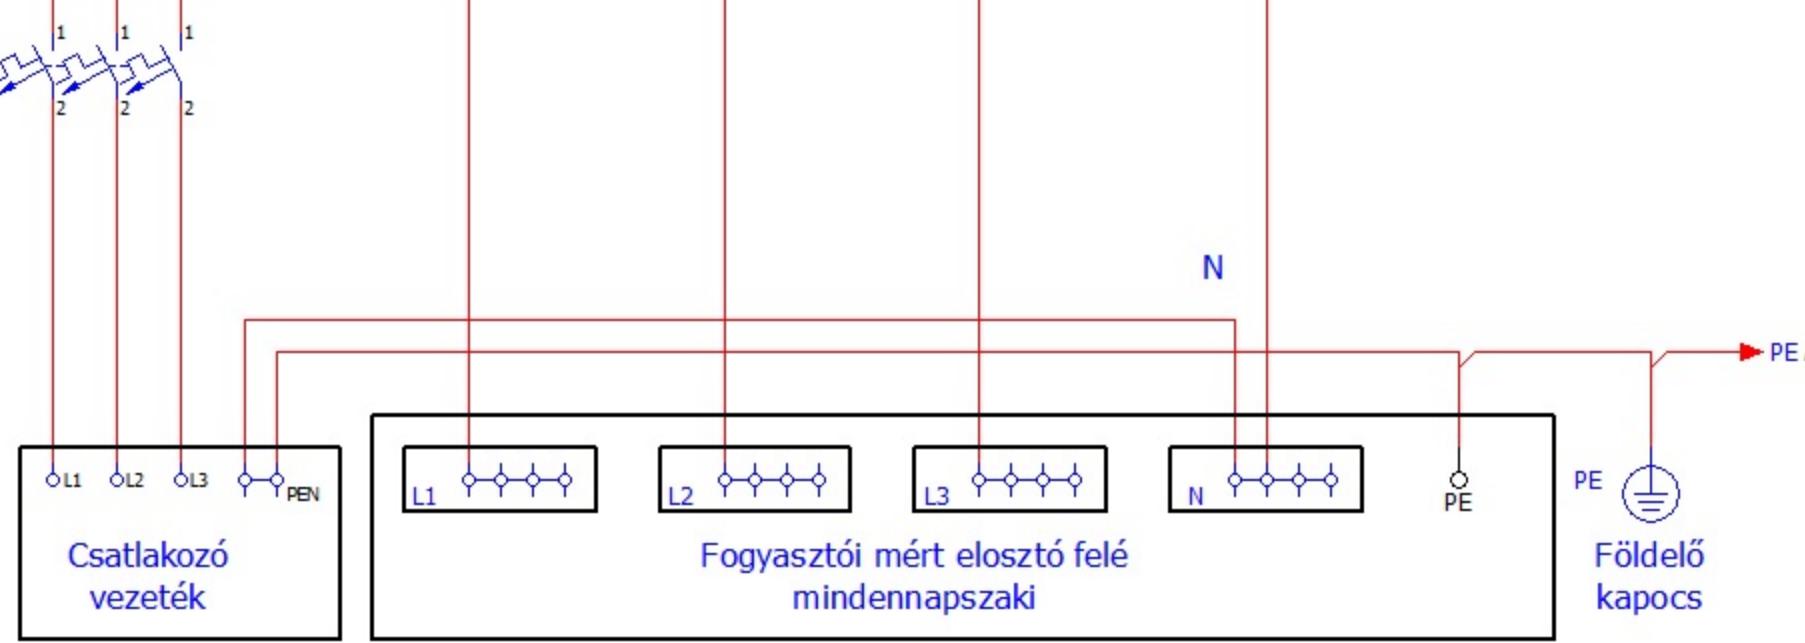 1 1 1
2 2 2
N
PE
L1 L2 L3 PEN
L1 L2 L3 N PE
PE
Csatlakozó
vezeték
Fogyasztói mért elosztó felé
mindennapszaki
Földelő
kapocs